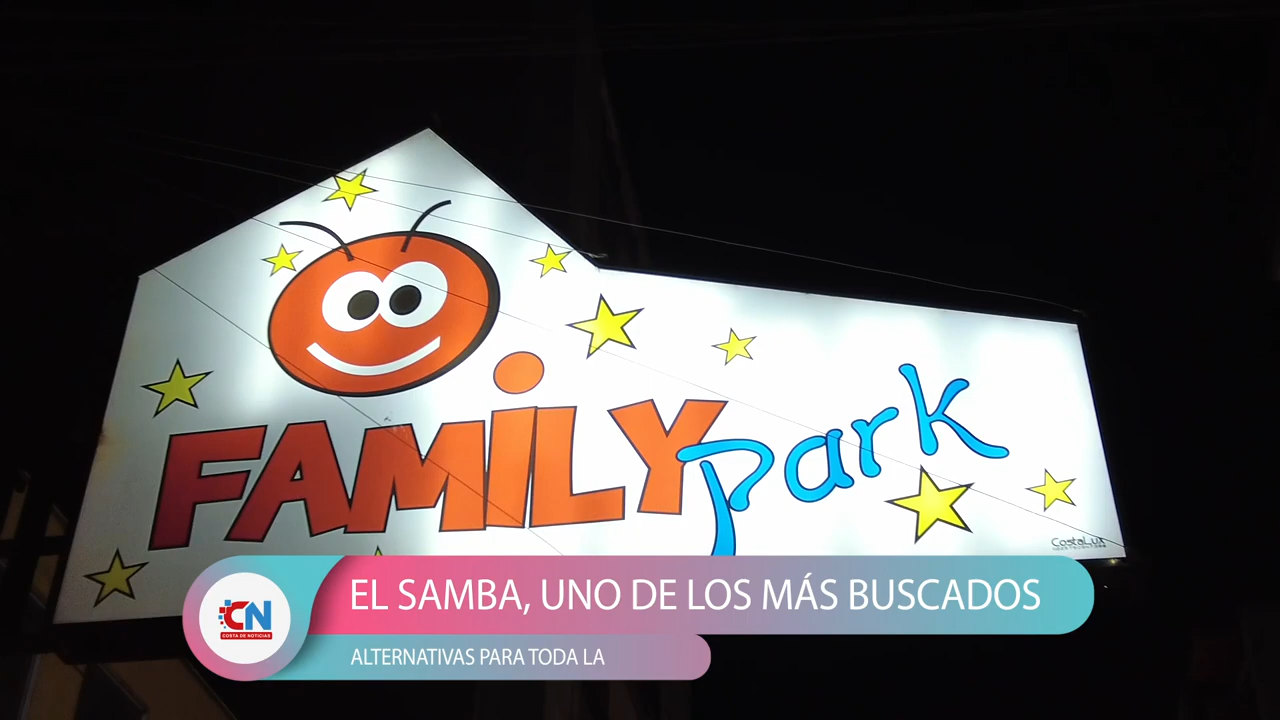 FAMiLY park
CostaLux
EL SAMBA, UNO DE LOS MÁS BUSCADOS
CN
COSTA DE NOTICIAS
ALTERNATIVAS PARA TODA LA